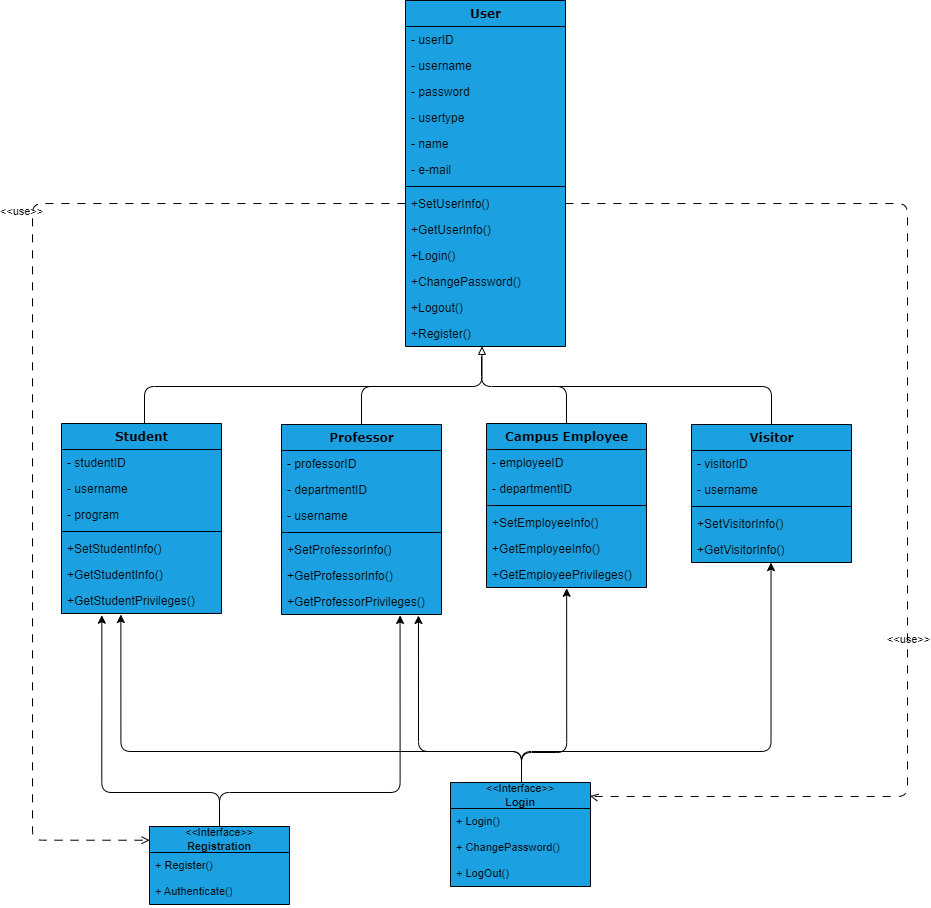 User
- userID
- username
- password
- usertype
- name
- e-mail
+SetUserInfo()
+GetUserInfo()
+Login()
+ChangePassword()
+Logout()
+Register()
<<use>>
Student
- studentID
- username
- program
+SetStudentInfo()
+GetStudentInfo()
+GetStudentPrivileges()
Professor
- professorID
- departmentID
- username
+SetProfessorInfo()
+GetProfessorInfo()
+GetProfessorPrivileges()
Campus Employee
- employeeID
- departmentID
+SetEmployeeInfo()
+GetEmployeeInfo()
+GetEmployeePrivileges()
Visitor
- visitorID
- username
+SetVisitorInfo()
+GetVisitorInfo()
<<use>>
<<Interface>>
Login
+ Login()
+ ChangePassword()
+ LogOut()
<<Interface>>
Registration
+ Register()
+ Authenticate()